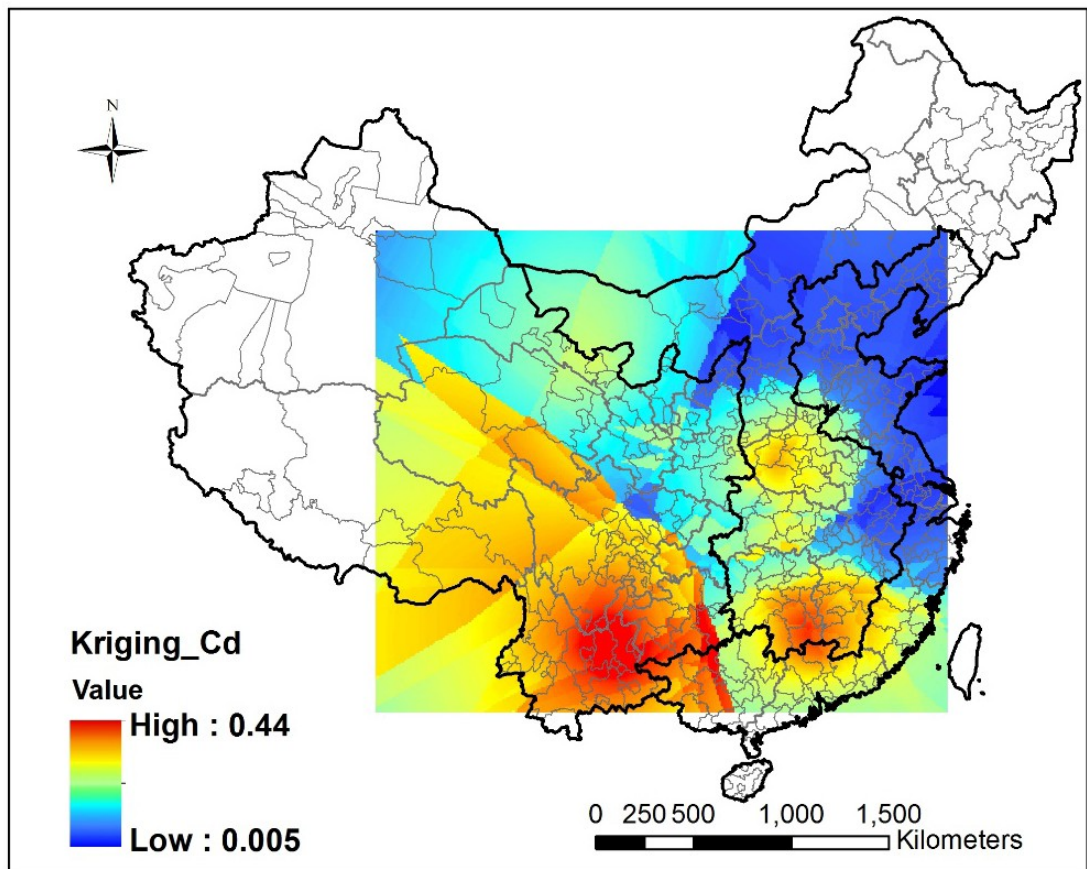 N
Kriging_Cd
Value
High : 0.44
Low : 0.005
0 250 500 1,000 1,500
Kilometers